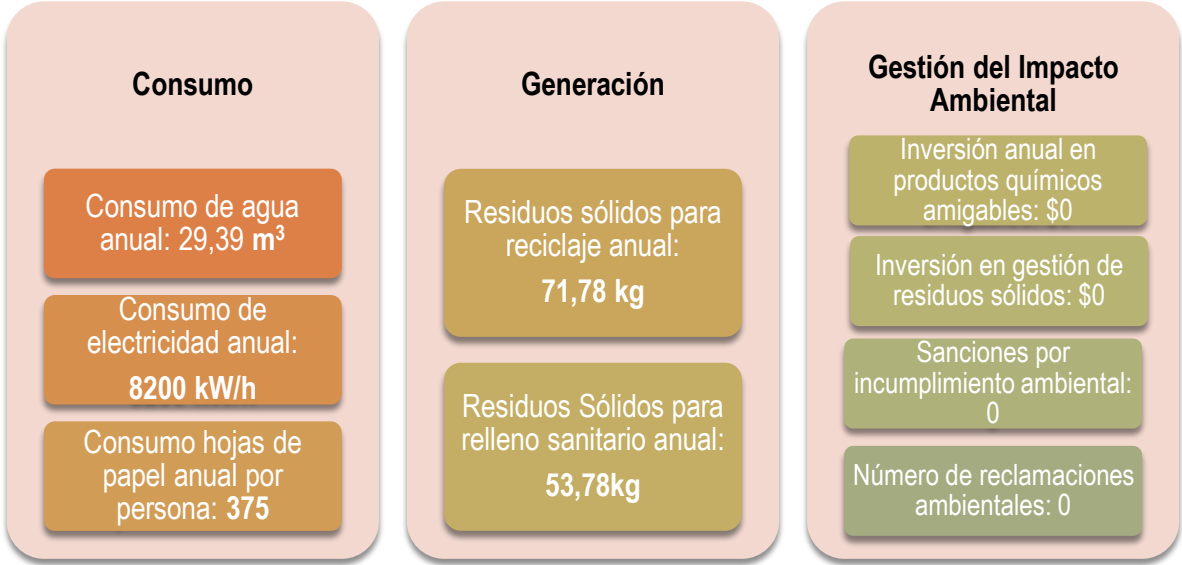 Consumo
Consumo de agua
anual: 29,39 m³
Consumo de
electricidad anual:
8200 kW/h
Consumo hojas de
papel anual por
persona: 375
Generación
Residuos sólidos para
reciclaje anual:
71,78 kg
Residuos Sólidos para
relleno sanitario anual:
53,78kg
Gestión del Impacto
Ambiental
Inversión anual en
productos químicos
amigables: $0
Inversión en gestión de
residuos sólidos: $0
Sanciones por
incumplimiento ambiental:
0
Número de reclamaciones
ambientales: 0